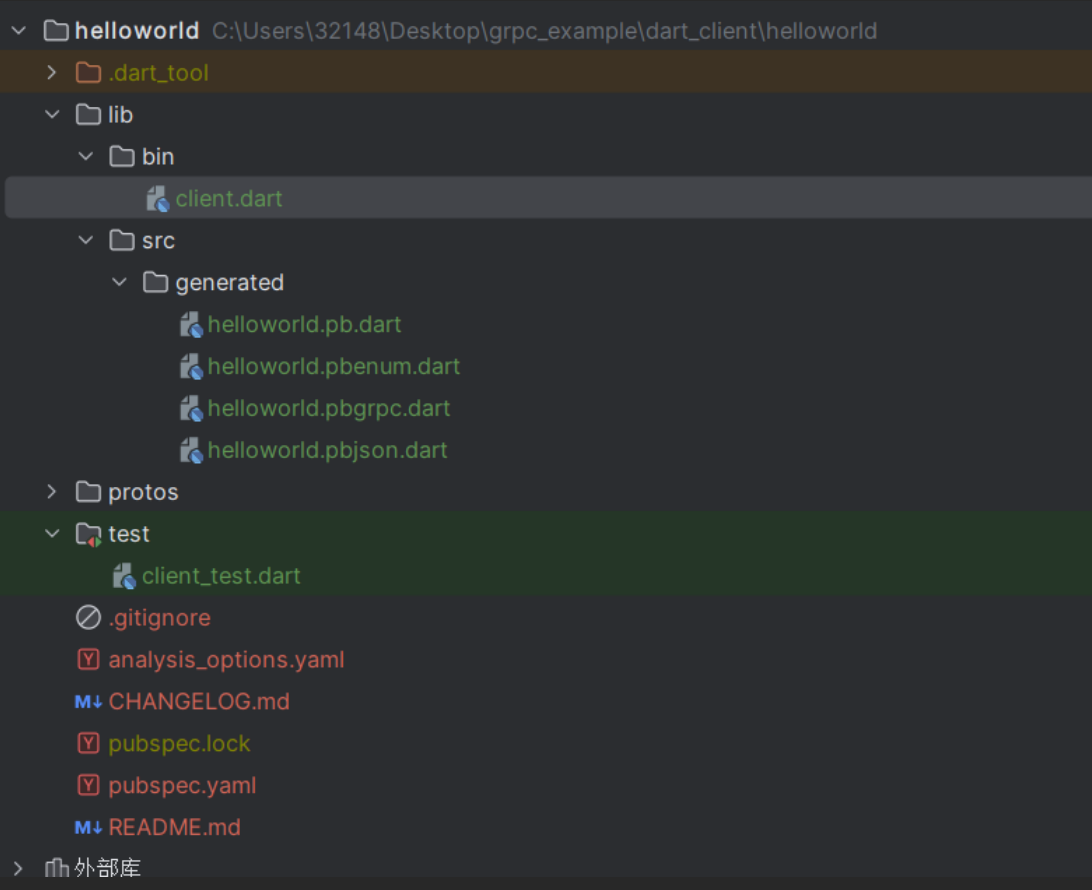 helloworld C:\Users\32148\Desktop\grpc_example\dart_client\helloworld
.dart_tool
lib
bin
client.dart
src
generated
helloworld.pb.dart
helloworld.pbenum.dart
helloworld.pbgrpc.dart
helloworld.pbjson.dart
protos
test
client_test.dart
.gitignore
Y analysis_options.yaml
M↓ CHANGELOG.md
Y pubspec.lock
Y pubspec.yaml
M↓ README.md
外部库